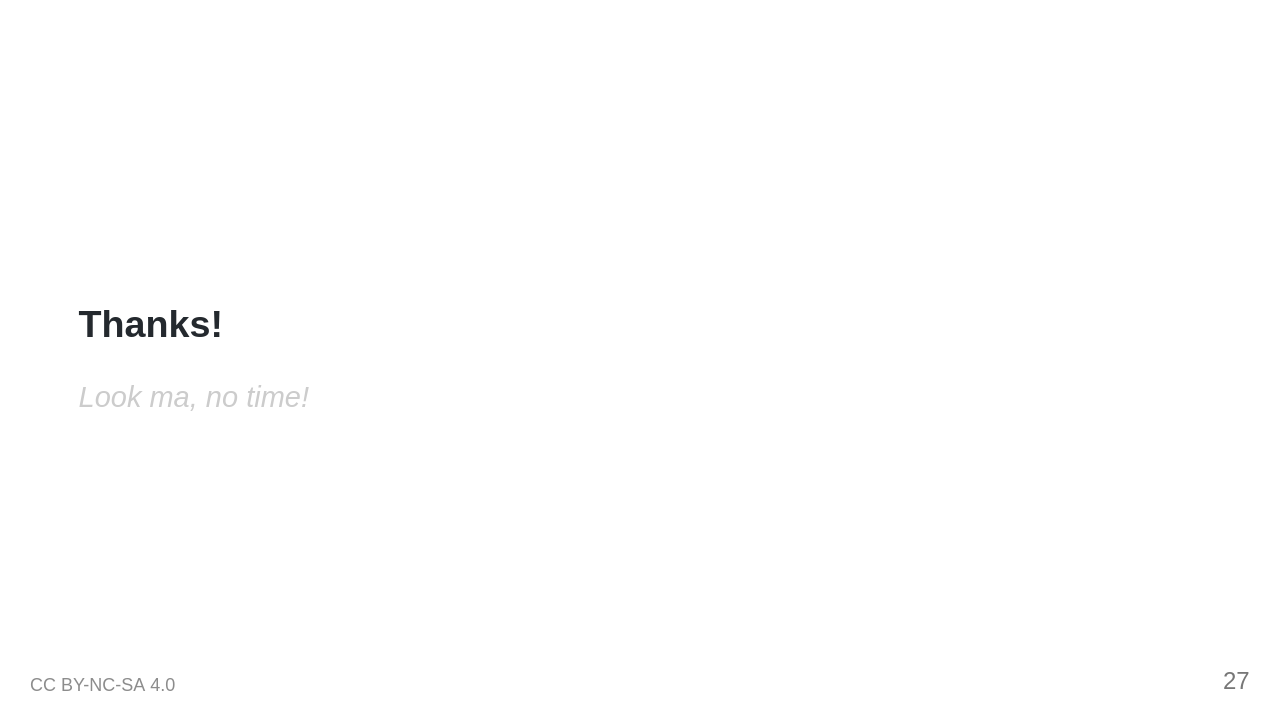 Thanks!
Look ma, no time!
CC BY-NC-SA 4.0
27